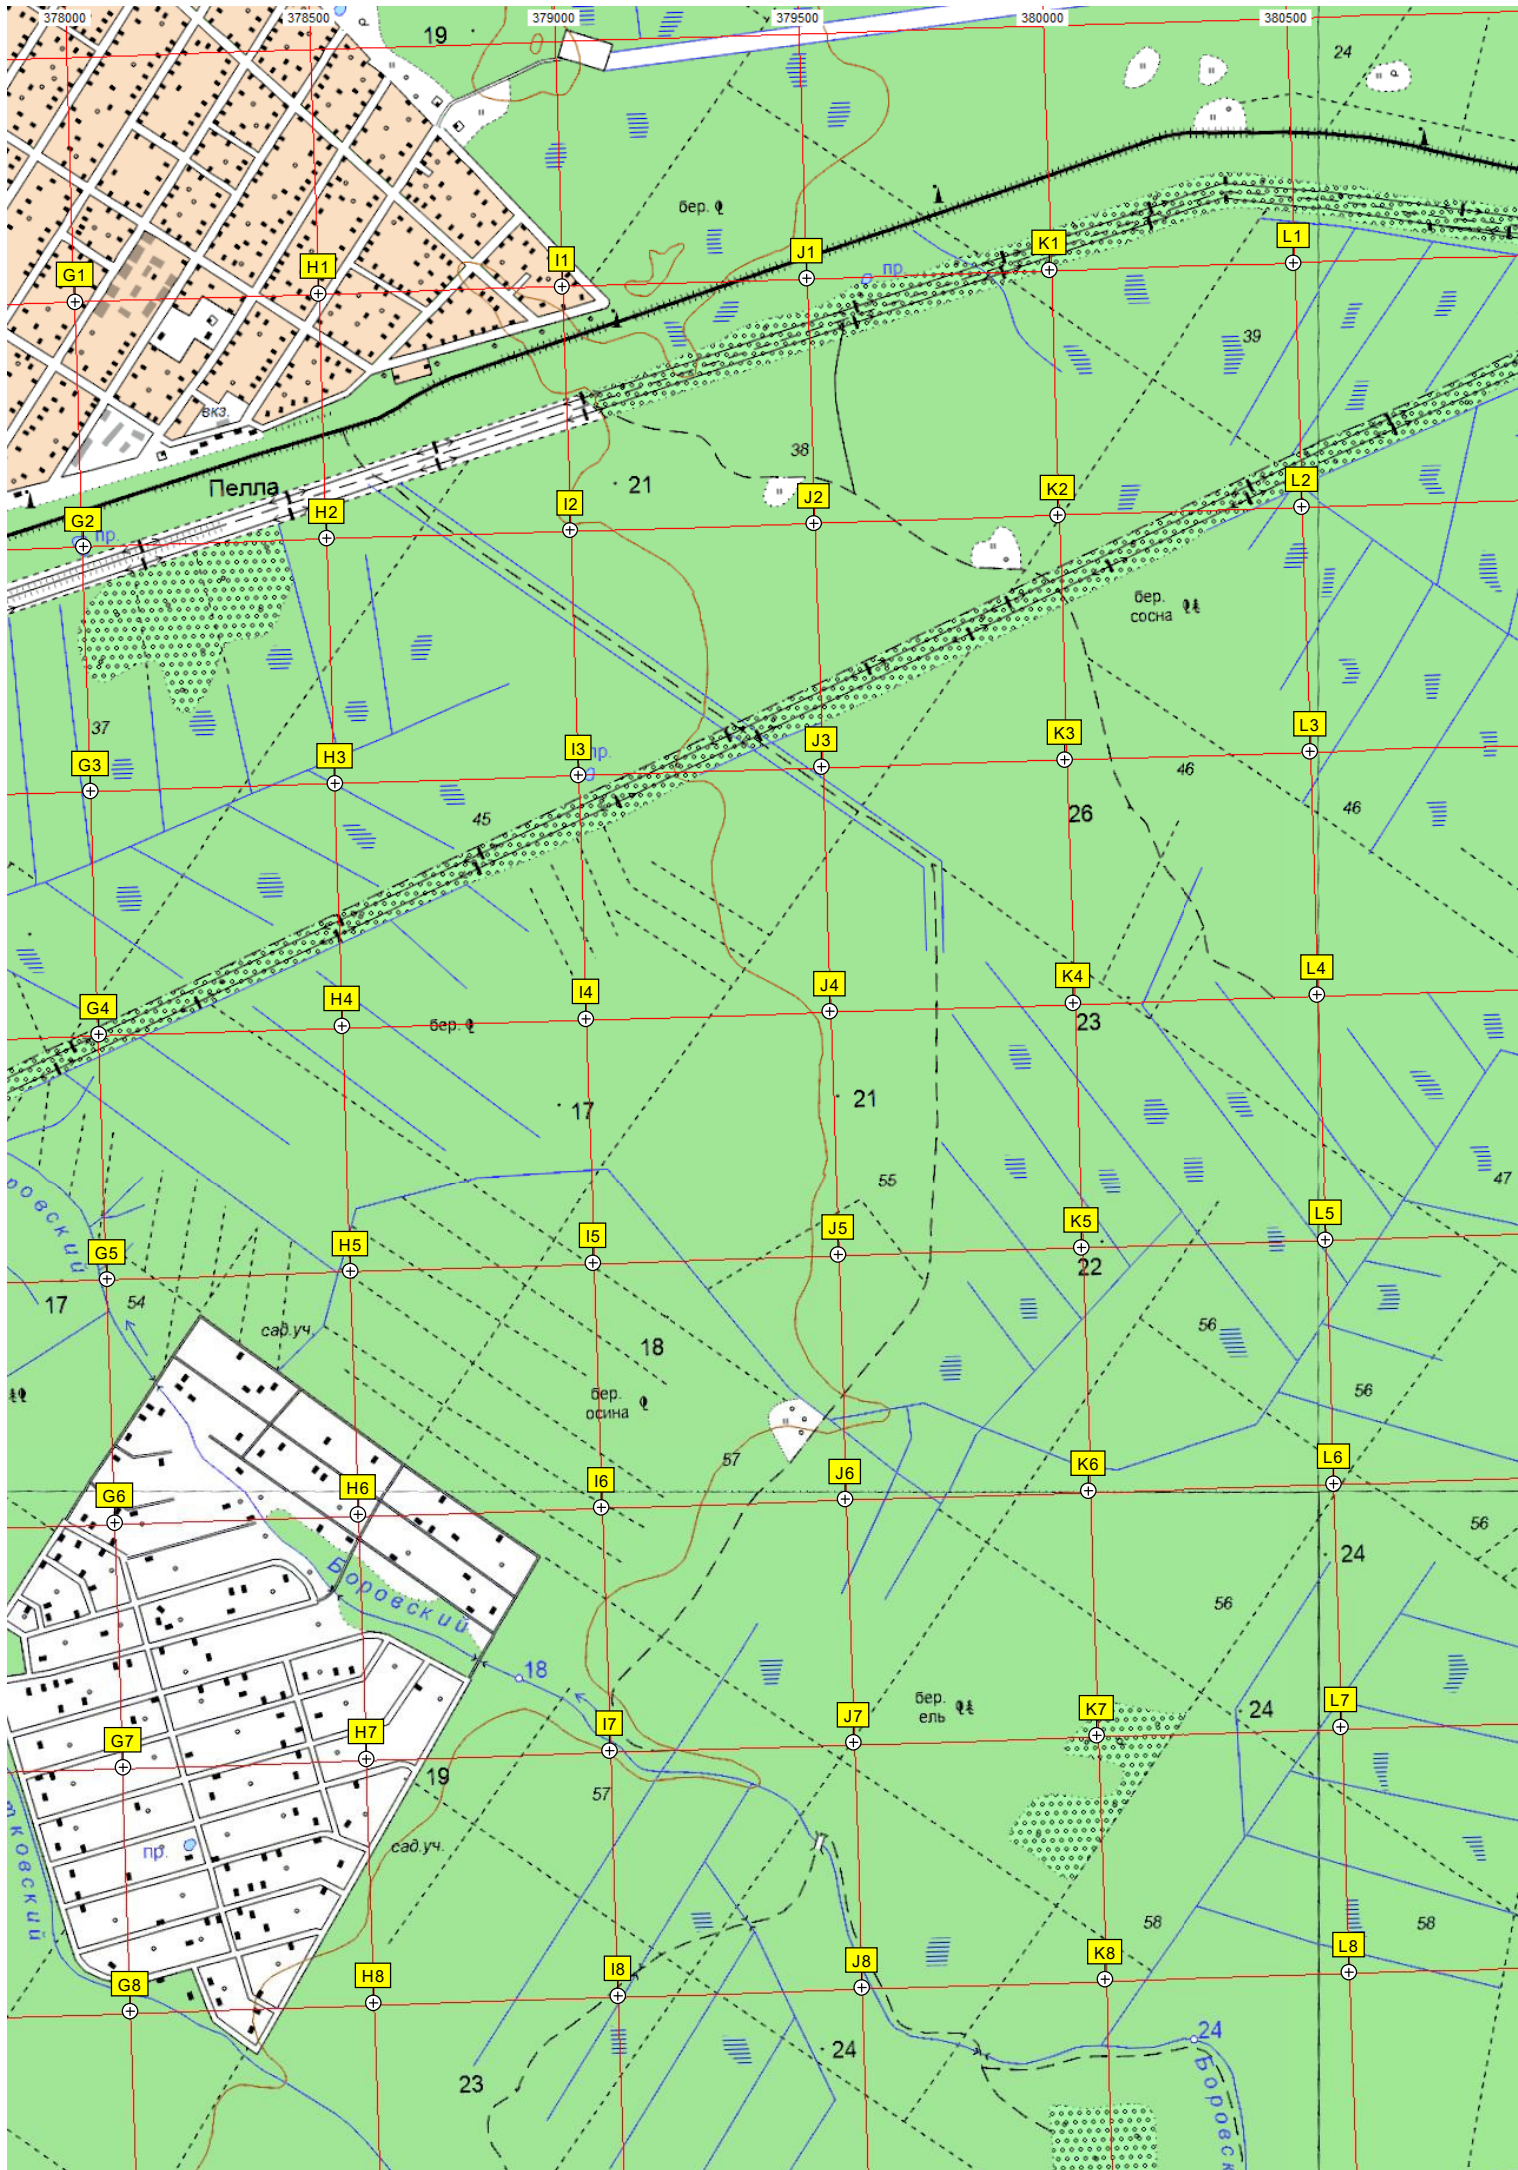 378000 378500 379000 379500 380000 380500
19
24
бер.
G1 H1 I1 J1 K1 L1
пр.
39
вкз.
38
Пелла
21
G2 H2 I2 J2 K2 L2
пр.
бер.
сосна
37
G3 H3 I3 J3 K3 L3
пр.
46
45
26
46
G4 H4 I4 J4 K4 L4
бер.
23
17
21
55
47
ровский
G5 H5 I5 J5 K5 L5
22
17
54
сад.уч.
18
56
56
бер.
осина
57
G6 H6 I6 J6 K6 L6
56
24
Боровский
56
18
бер.
ель
24
G7 H7 I7 J7 K7 L7
19
57
сад.уч.
пр.
тковский
58
58
G8 H8 I8 J8 K8 L8
24
24
23
Боровск